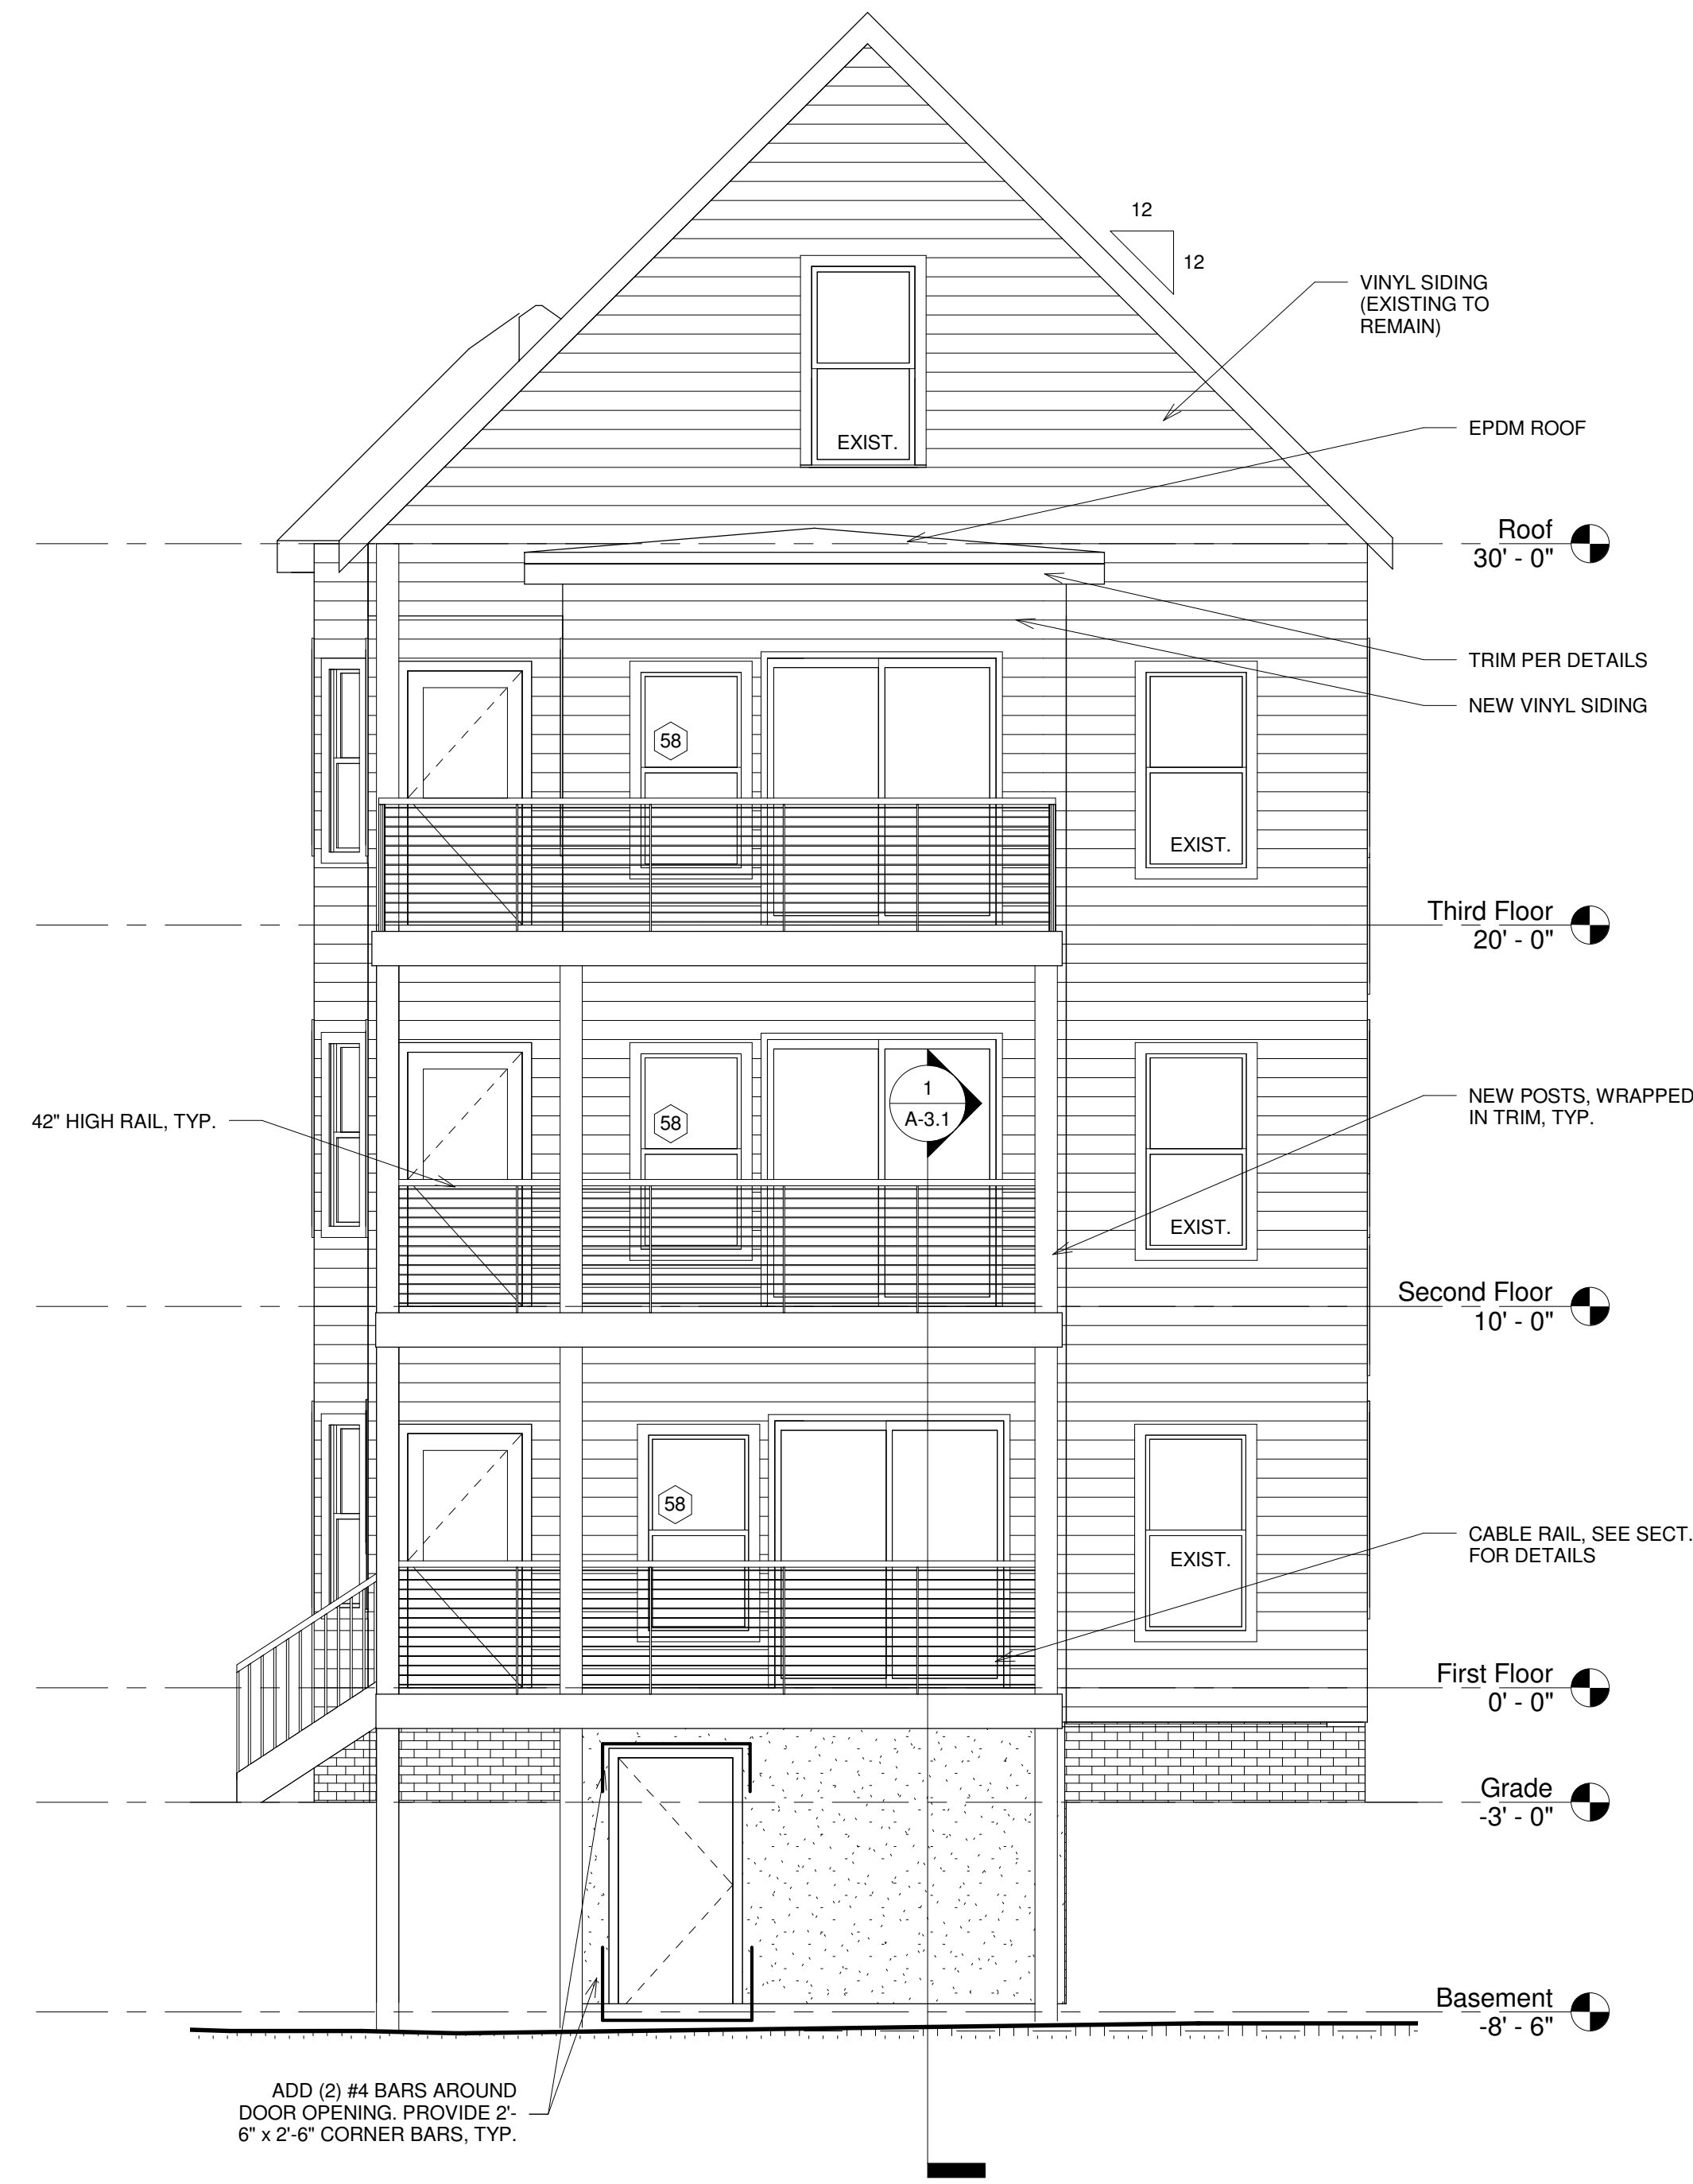 12
12
VINYL SIDING
(EXISTING TO
REMAIN)
EXIST.
EPDM ROOF
Roof
30' - 0"
TRIM PER DETAILS
NEW VINYL SIDING
58
EXIST.
Third Floor
20' - 0"
42" HIGH RAIL, TYP.
58
1
A-3.1
NEW POSTS, WRAPPED
IN TRIM, TYP.
EXIST.
Second Floor
10' - 0"
58
EXIST.
CABLE RAIL, SEE SECT.
FOR DETAILS
First Floor
0' - 0"
Grade
-3' - 0"
Basement
-8' - 6"
ADD (2) #4 BARS AROUND
DOOR OPENING. PROVIDE 2'-
6" x 2'-6" CORNER BARS, TYP.